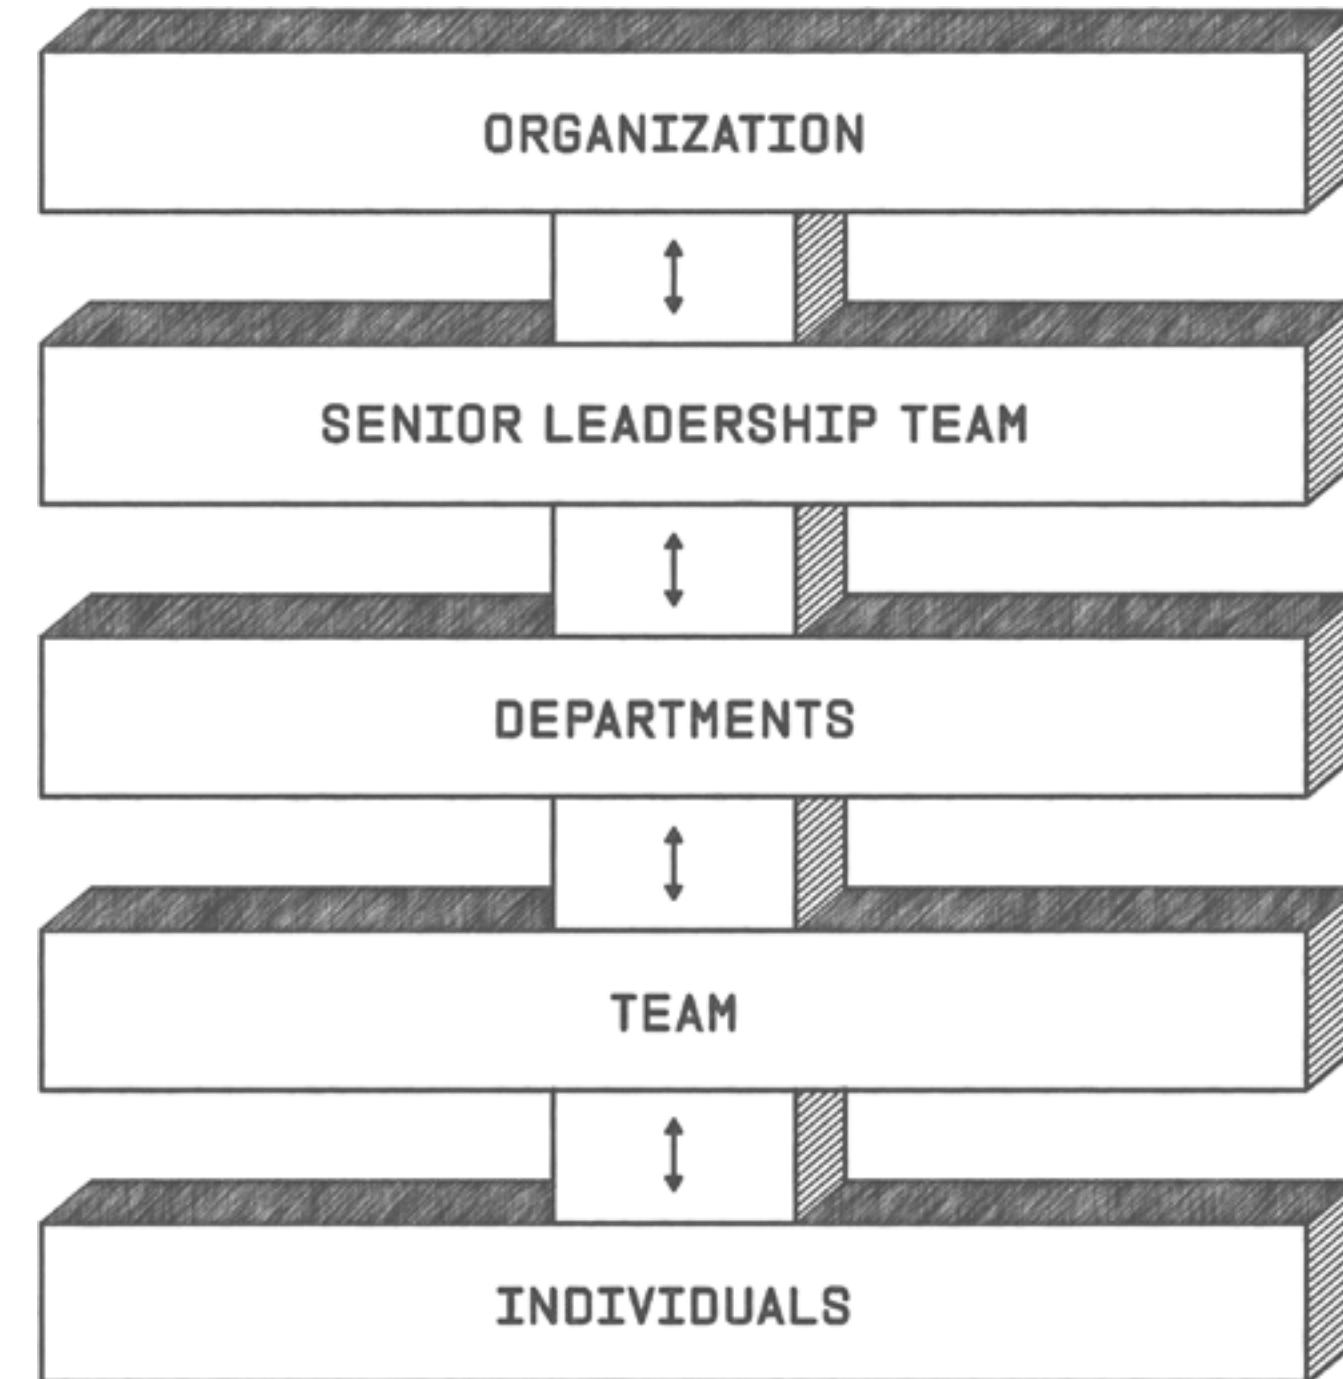 ORGANIZATION
SENIOR LEADERSHIP TEAM
DEPARTMENTS
TEAM
INDIVIDUALS